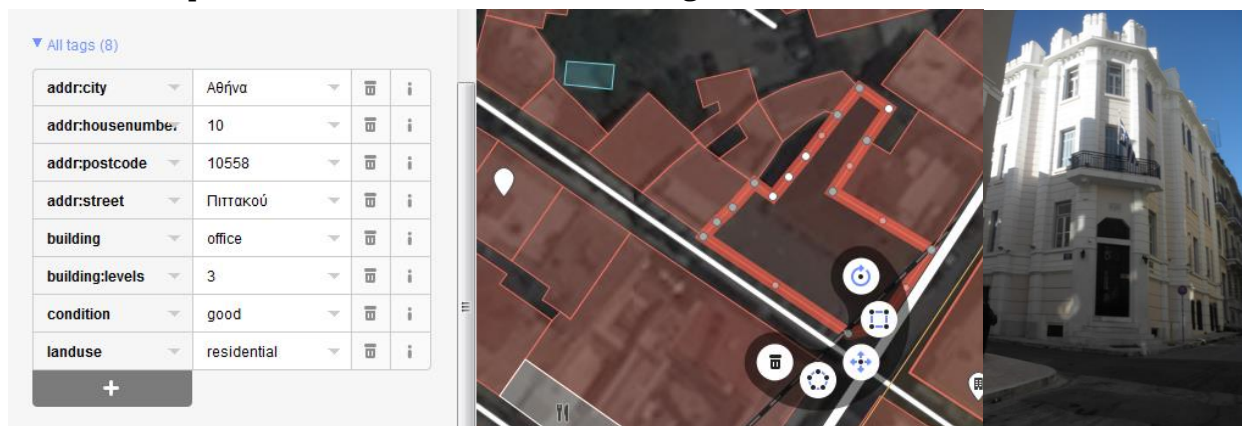 All tags (8)
addr:city Αθήνα
addr:housenumber 10
addr:postcode 10558
addr:street Πιττακού
building office
building:levels 3
condition good
landuse residential